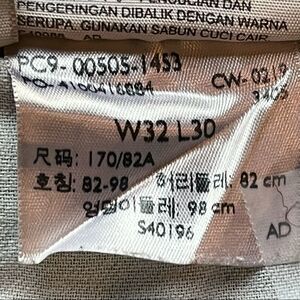 PENGERINGAN DIBALIK DENGAN WARNA
SERUPA. GUNAKAN SABUN CUCI CAIR
AD
PC9- 00505-1453
CW-
W32 L30
尺码: 170/82A
호칭: 82-98 허리둘레: 82 cm
엉덩이둘레: 98 cm
S40196 AD